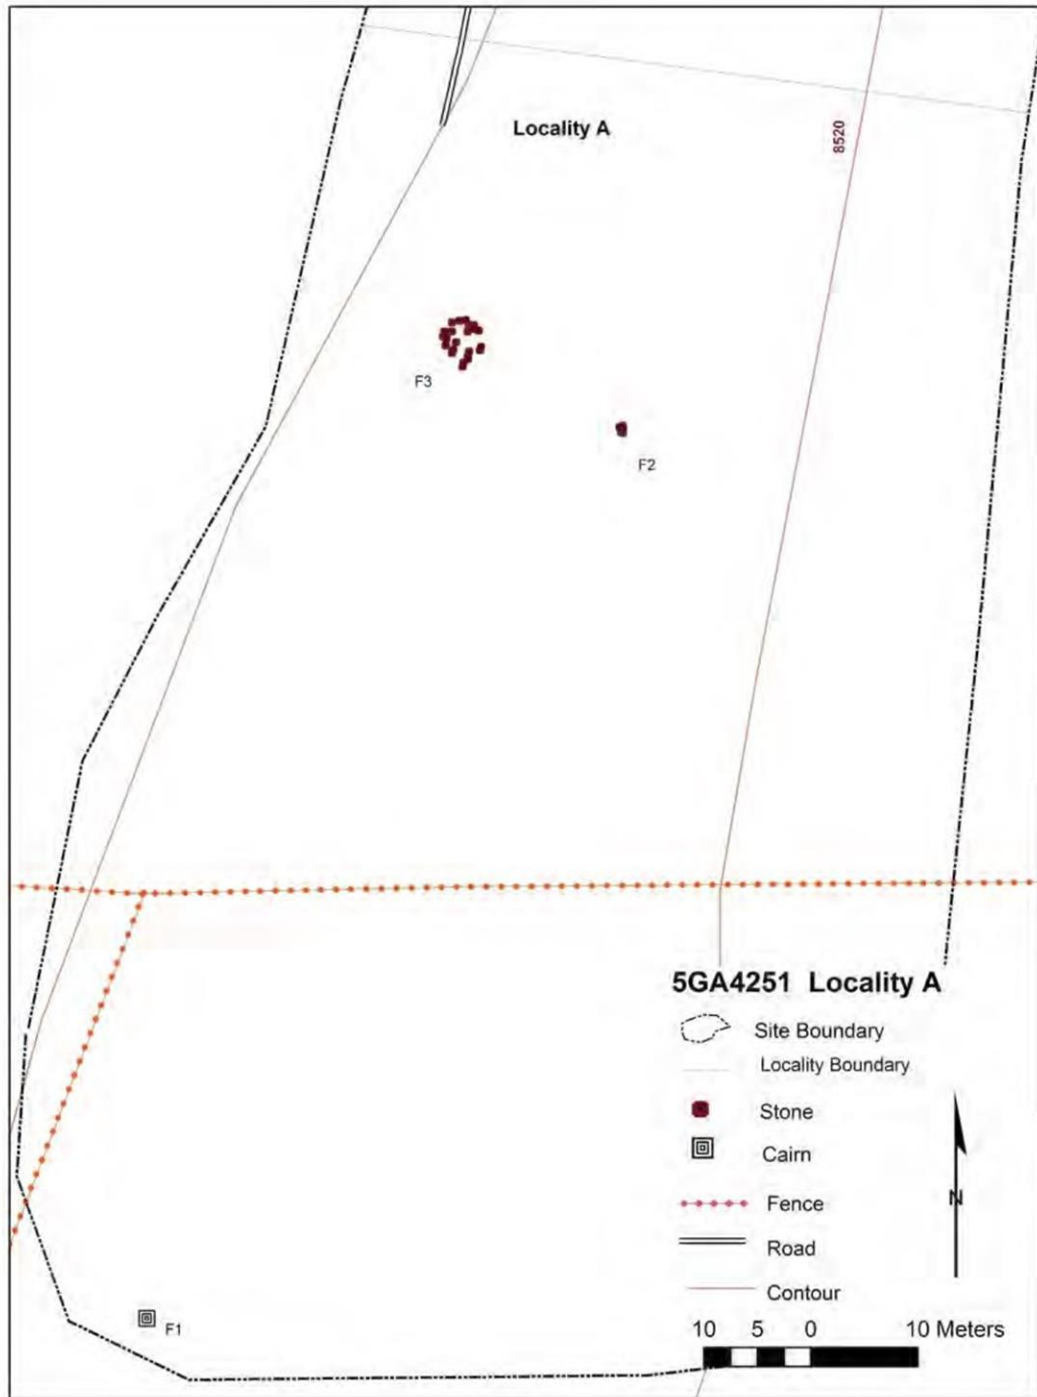 Locality A
8520
F3
F2
5GA4251 Locality A
Site Boundary
Locality Boundary
Stone
Cairn
N
Fence
Road
Contour
F1
10 5 0 10 Meters